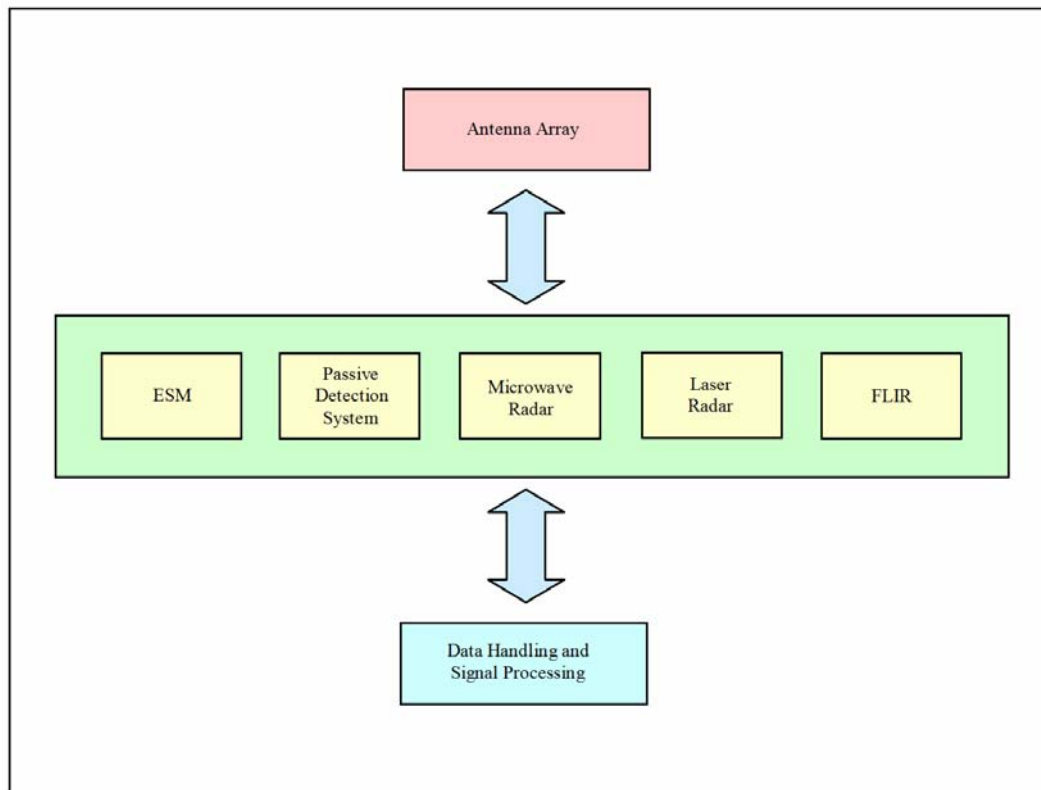 Antenna Array
ESM
Passive
Detection
System
Microwave
Radar
Laser
Radar
FLIR
Data Handling and
Signal Processing